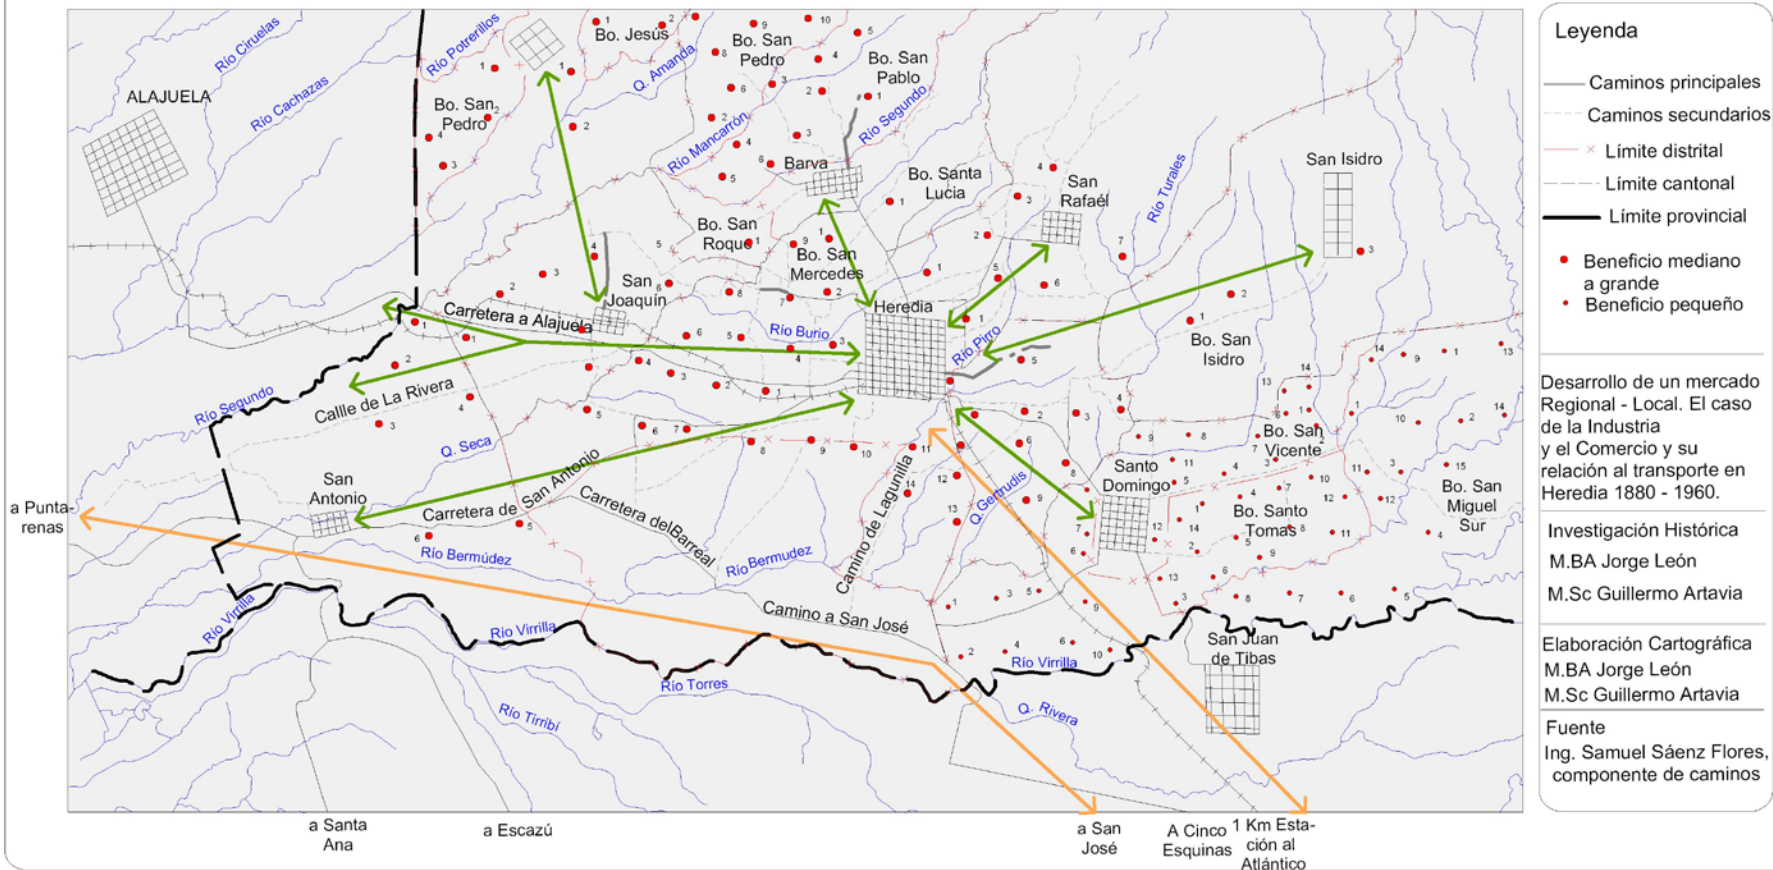 ALAJUELA
Río Ciruelas
Río Cachazas
Río Potrerillos
Bo. Jesús
Q. Amanda
Bo. San
Pedro
Bo. San
Pedro
Bo. San
Pablo
Río Mancarrón
Río Segundo
Barva
Bo. Santa
Lucia
San
Rafaél
Río Turales
San Isidro
Bo. San
Roque
Bo. San
Mercedes
San
Joaquín
Heredia
Carretera a Alajuela
Río Burio
Río Pirro
Bo. San
Isidro
Río Segundo
Callle de La Rivera
Q. Seca
San
Antonio
Carretera de San Antonio
Carretera del Barreal
Camino de Lagunilla
Q. Gertrudis
Santo
Domingo
Bo. San
Vicente
Bo. Santo
Tomas
Bo. San
Miguel
Sur
a Punta-
renas
Río Bermúdez
Río Bermudez
Camino a San José
Río Virrilla
Río Virrilla
Río Virrilla
San Juan
de Tibas
Río Torres
Río Tirribí
Q. Rivera
a Santa
Ana
a Escazú
a San
José
A Cinco
Esquinas
1 Km Esta-
ción al
Atlántico
Leyenda
Caminos principales
Caminos secundarios
Límite distrital
Límite cantonal
Límite provincial
Beneficio mediano
a grande
Beneficio pequeño
Desarrollo de un mercado
Regional - Local. El caso
de la Industria
y el Comercio y su
relación al transporte en
Heredia 1880 - 1960.
Investigación Histórica
M.BA Jorge León
M.Sc Guillermo Artavia
Elaboración Cartográfica
M.BA Jorge León
M.Sc Guillermo Artavia
Fuente
Ing. Samuel Sáenz Flores,
componente de caminos